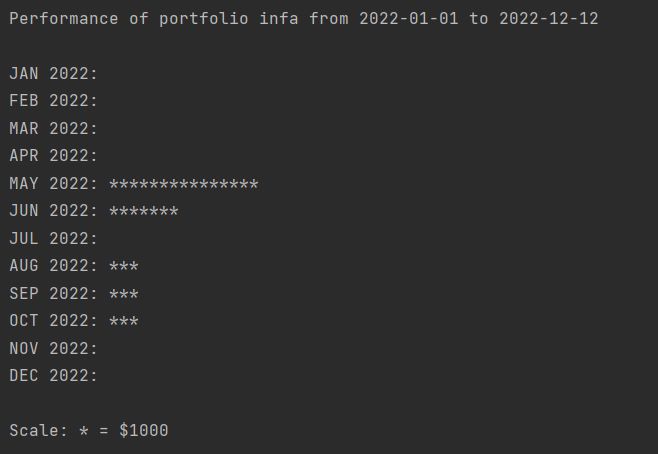 Performance of portfolio infa from 2022-01-01 to 2022-12-12
JAN 2022:
FEB 2022:
MAR 2022:
APR 2022:
MAY 2022: ***************
JUN 2022: *******
JUL 2022:
AUG 2022: ***
SEP 2022: ***
OCT 2022: ***
NOV 2022:
DEC 2022:
Scale: * = $1000